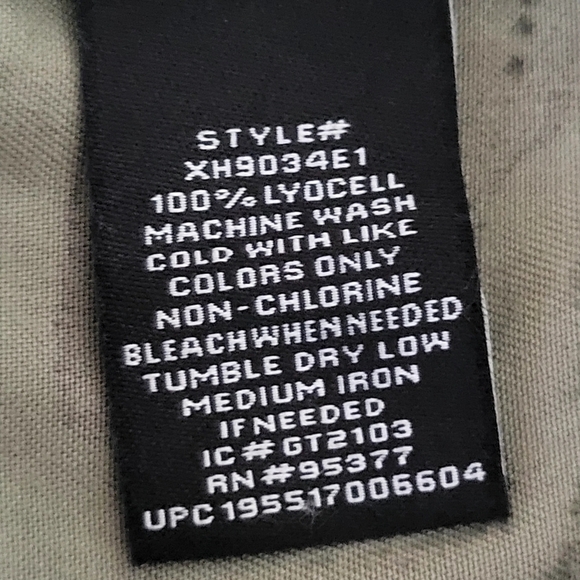 STYLE#
XH9034E1
100% LYOCELL
MACHINE WASH
COLD WITH LIKE
COLORS ONLY
NON-CHLORINE
BLEACH WHEN NEEDED
TUMBLE DRY LOW
MEDIUM IRON
IF NEEDED
IC # GT2103
RN # 95377
UPC 195517006604